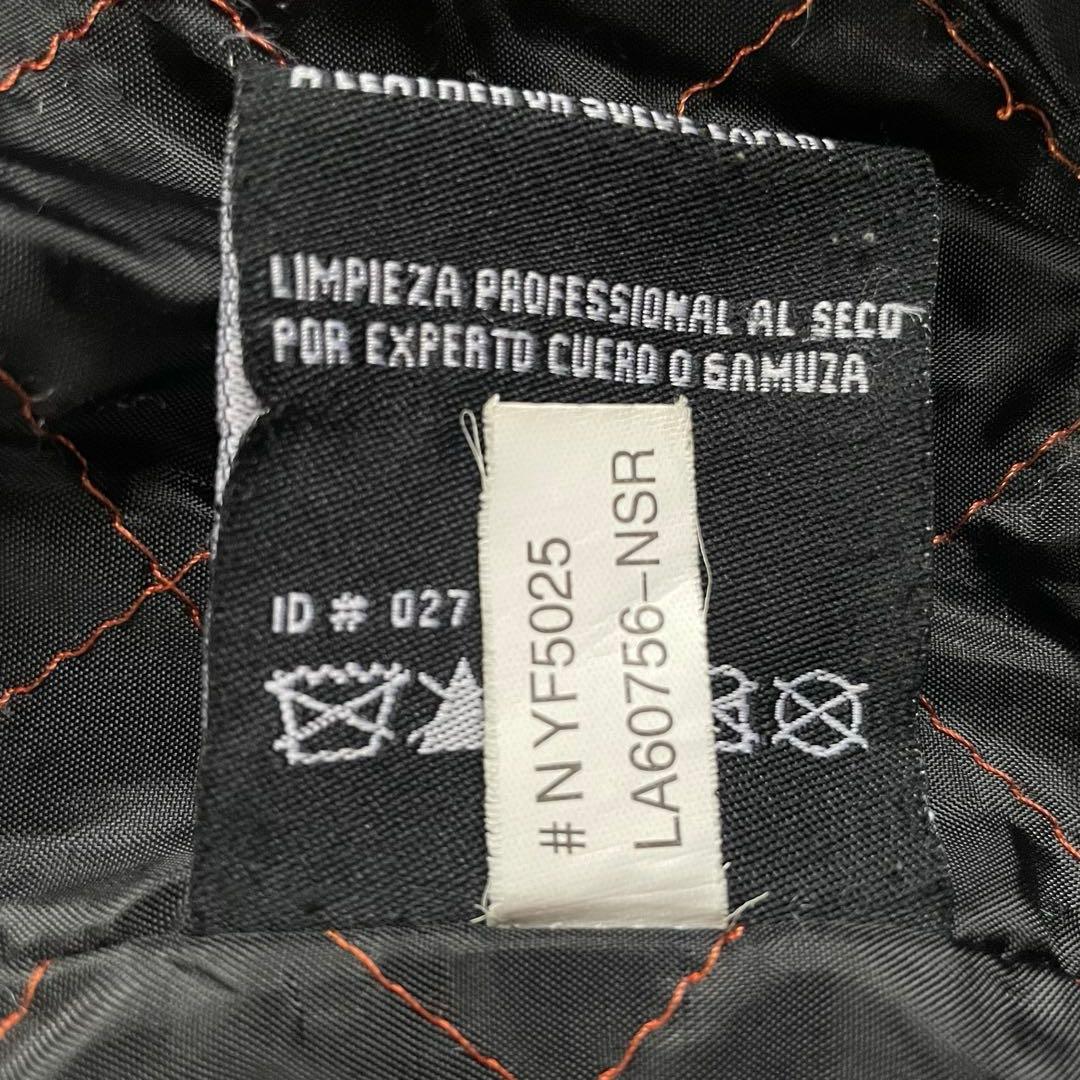 LIMPIEZA PROFESSIONAL AL SECO
POR EXPERTO CUERO O GAMUZA
ID # 027
# NYF5025
LA60756-NSR